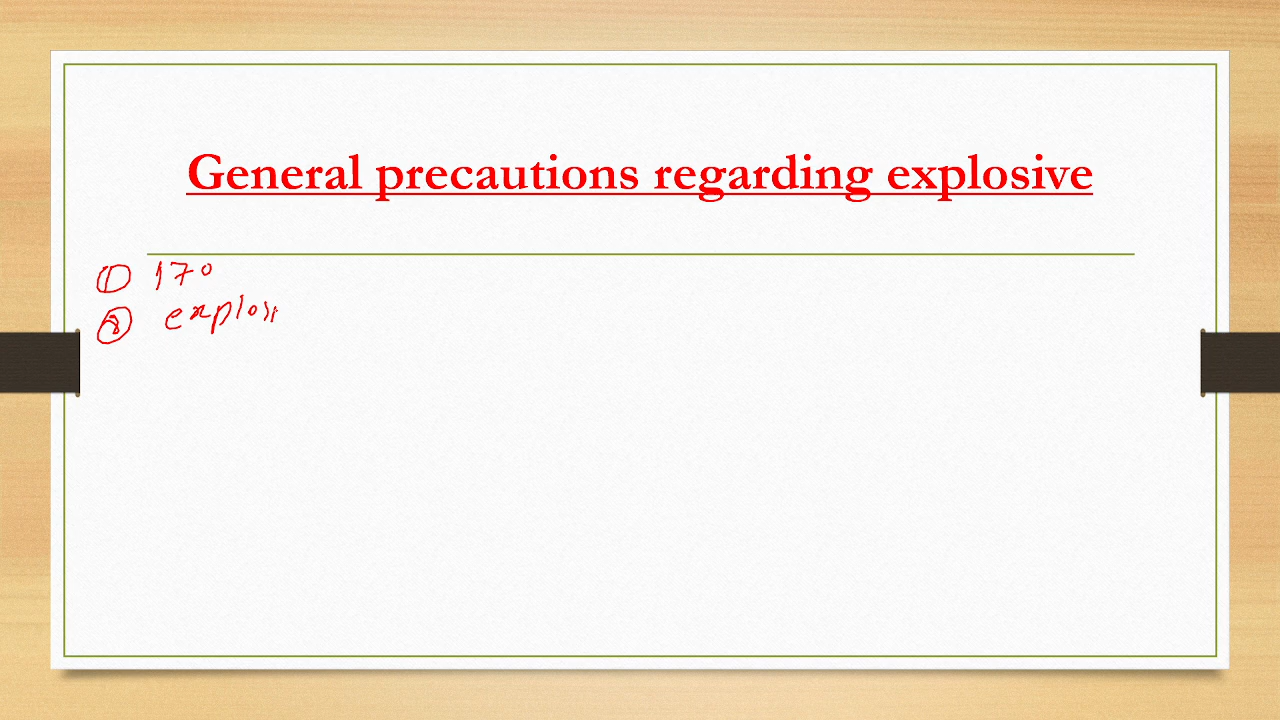 General precautions regarding explosive
① 170
② explosi